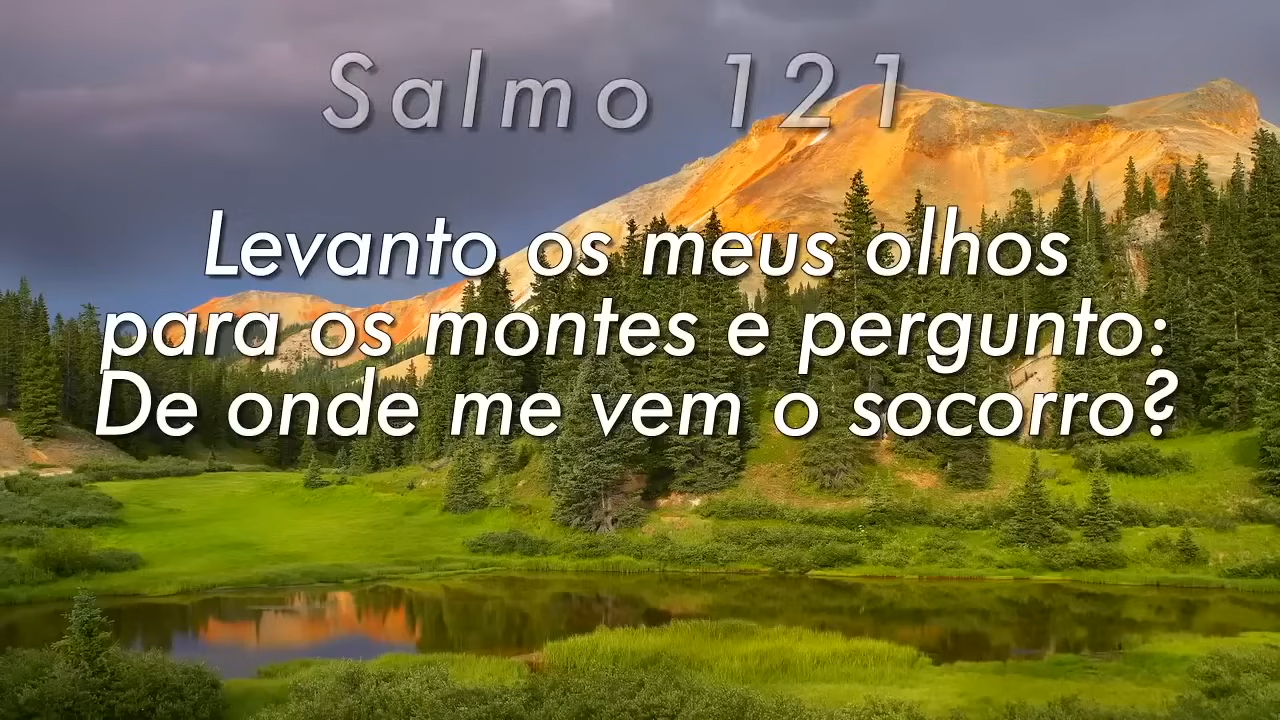 Salmo 121
Levanto os meus olhos
para os montes e pergunto:
De onde me vem o socorro?